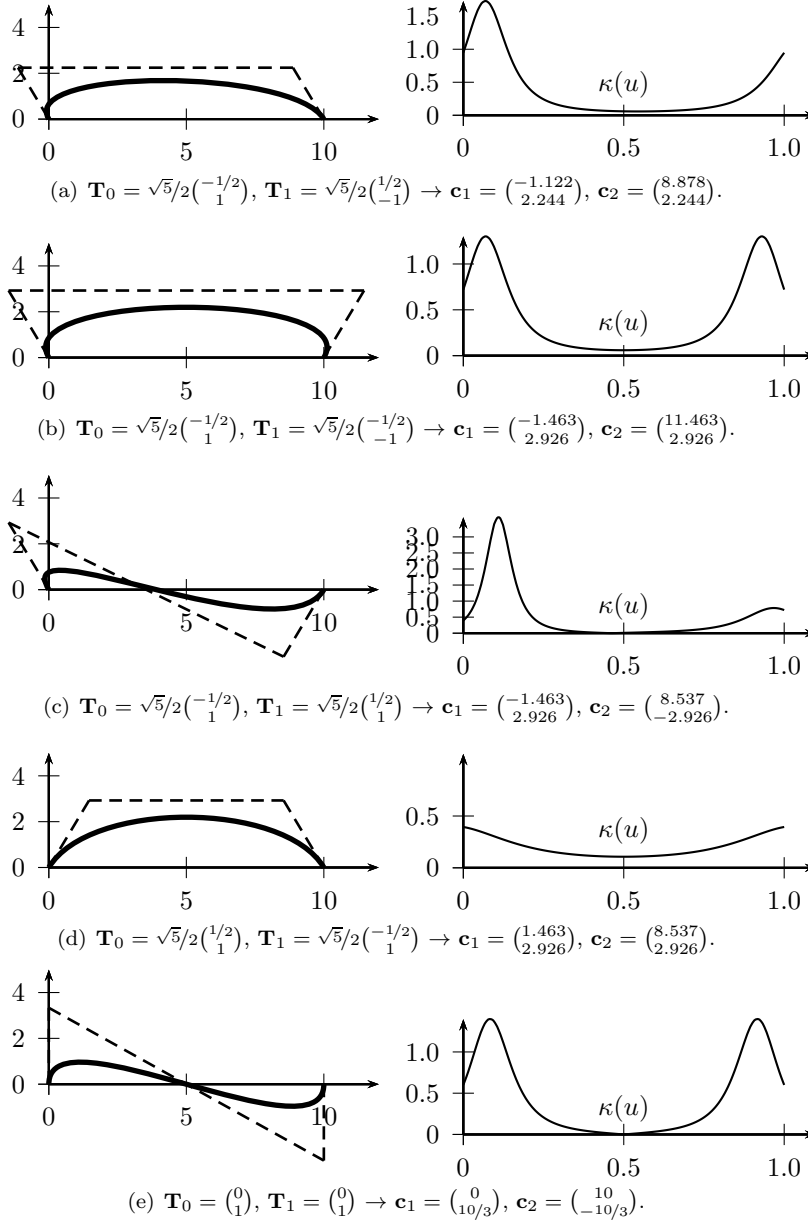 4
2
0
0 5 10
1.5
1.0
0.5
0
κ(u)
0 0.5 1.0
(a) T₀ = √5/2(−1/2 1), T₁ = √5/2(1/2 −1) → c₁ = (−1.122 2.244), c₂ = (8.878 2.244).
4
2
0
0 5 10
1.0
0.5
0
κ(u)
0 0.5 1.0
(b) T₀ = √5/2(−1/2 1), T₁ = √5/2(−1/2 −1) → c₁ = (−1.463 2.926), c₂ = (11.463 2.926).
4
2
0
0 5 10
3.0
2.5
2.0
1.5
1.0
0.5
0
κ(u)
0 0.5 1.0
(c) T₀ = √5/2(−1/2 1), T₁ = √5/2(1/2 1) → c₁ = (−1.463 2.926), c₂ = (8.537 −2.926).
4
2
0
0 5 10
0.5
0
κ(u)
0 0.5 1.0
(d) T₀ = √5/2(1/2 1), T₁ = √5/2(−1/2 1) → c₁ = (1.463 2.926), c₂ = (8.537 2.926).
4
2
0
0 5 10
1.0
0.5
0
κ(u)
0 0.5 1.0
(e) T₀ = (0 1), T₁ = (0 1) → c₁ = (0 10/3), c₂ = (10 −10/3).